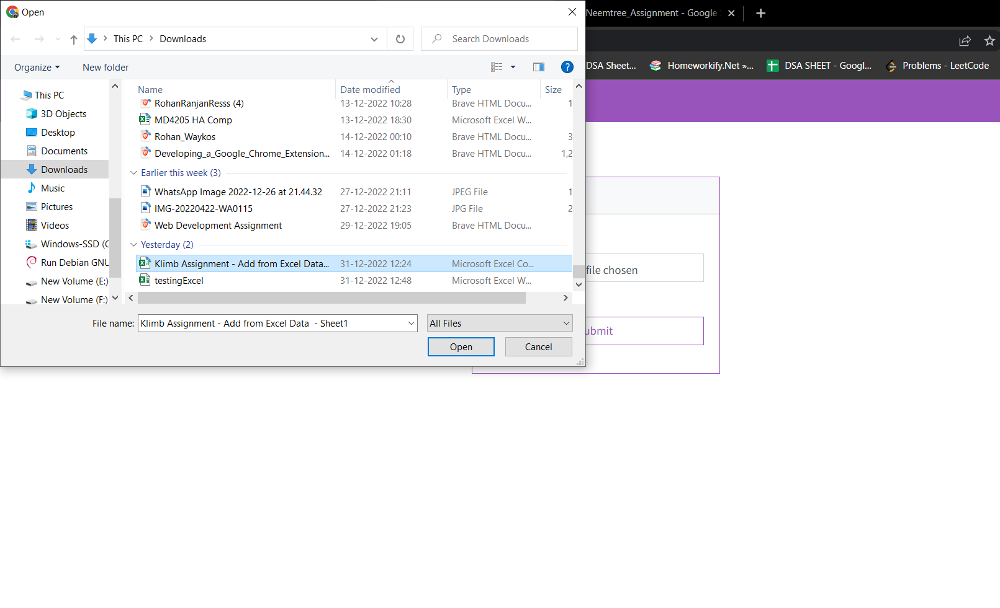 Open
Neemtree_Assignment - Google
This PC
Downloads
Search Downloads
DSA Sheet...
Homeworkify.Net »...
DSA SHEET - Googl...
Problems - LeetCode
Organize
New folder
?
Name
Date modified
Type
Size
This PC
3D Objects
Desktop
Documents
Downloads
Music
Pictures
Videos
Windows-SSD (C
Run Debian GNU
New Volume (E:)
New Volume (F:)
RohanRanjanResss (4) 13-12-2022 10:28 Brave HTML Docu... 1
MD4205 HA Comp 13-12-2022 18:30 Microsoft Excel W...
Rohan_Waykos 14-12-2022 00:10 Brave HTML Docu... 3
Developing_a_Google_Chrome_Extension... 14-12-2022 01:18 Brave HTML Docu... 1,2
Earlier this week (3)
WhatsApp Image 2022-12-26 at 21.44.32 27-12-2022 21:11 JPEG File 1
IMG-20220422-WA0115 27-12-2022 21:23 JPG File 2
Web Development Assignment 29-12-2022 19:05 Brave HTML Docu...
Yesterday (2)
Klimb Assignment - Add from Excel Data... 31-12-2022 12:24 Microsoft Excel Co...
testingExcel 31-12-2022 12:48 Microsoft Excel W...
file chosen
File name: Klimb Assignment - Add from Excel Data  - Sheet1
All Files
ubmit
Open
Cancel